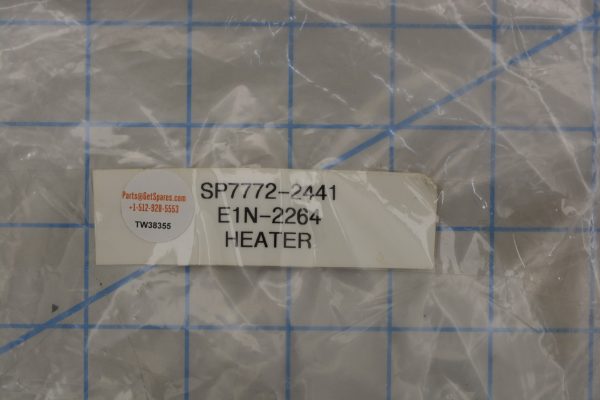 Parts@GetSpares.com
+1-512-928-5553
TW38355
SP7772-2441
E1N-2264
HEATER